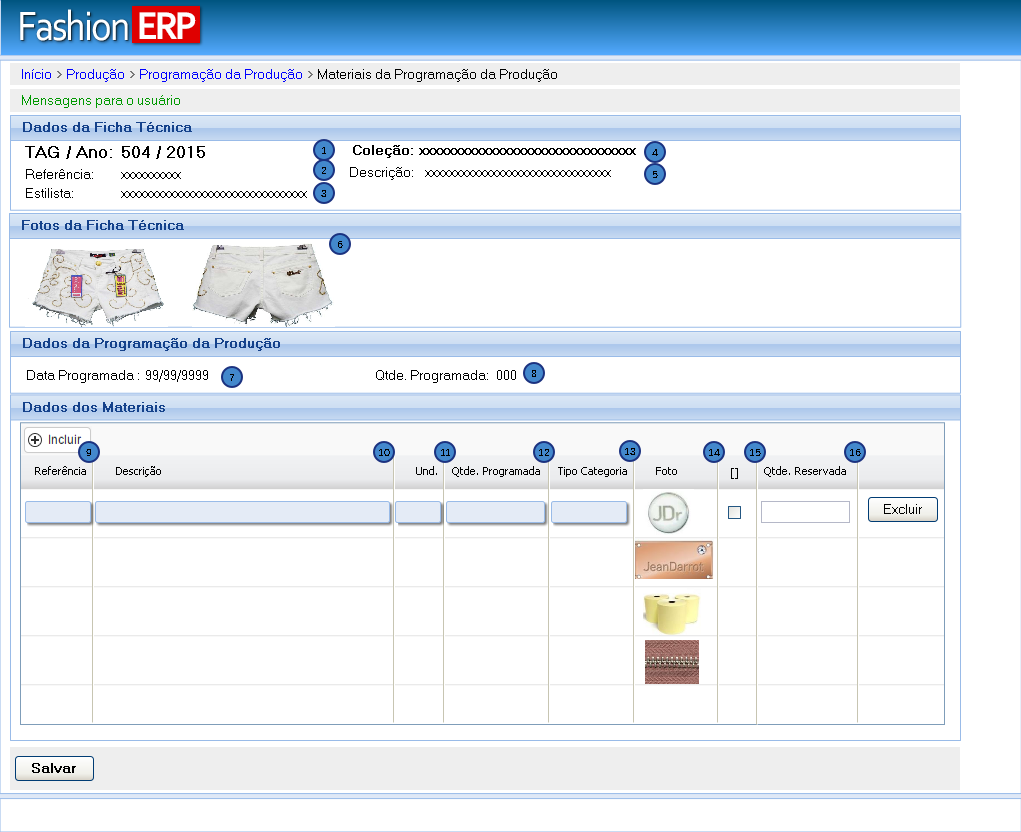 Fashion ERP
Início > Produção > Programação da Produção > Materiais da Programação da Produção
Mensagens para o usuário
Dados da Ficha Técnica
TAG / Ano: 504 / 2015 1 Coleção: xxxxxxxxxxxxxxxxxxxxxxxxxxxxxx 4
Referência: xxxxxxxxxx 2 Descrição: xxxxxxxxxxxxxxxxxxxxxxxxxxxxxx 5
Estilista: xxxxxxxxxxxxxxxxxxxxxxxxxxxxxx 3
Fotos da Ficha Técnica
6
Dados da Programação da Produção
Data Programada : 99/99/9999 7 Qtde. Programada: 000 8
Dados dos Materiais
Incluir
9 10 11 12 13 14 15 16
Referência Descrição Und. Qtde. Programada Tipo Categoria Foto [] Qtde. Reservada
JDr Excluir
JeanDarrot
Salvar